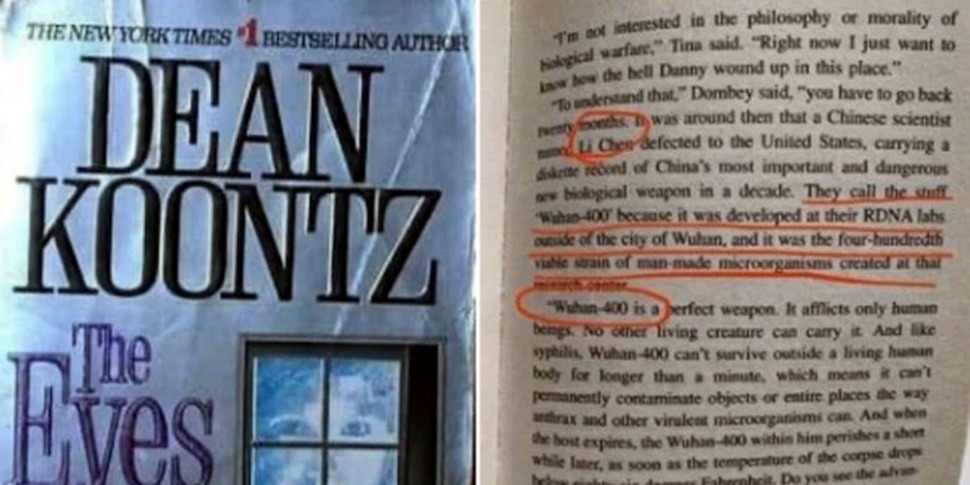 THE NEW YORK TIMES #1 BESTSELLING AUTHOR
DEAN
KOONTZ
The
Eyes
"I'm not interested in the philosophy or morality of
biological warfare," Tina said. "Right now I just want to
know how the hell Danny wound up in this place."
"To understand that," Dombey said, "you have to go back
twenty months. It was around then that a Chinese scientist
named Li Chen defected to the United States, carrying a
diskette record of China's most important and dangerous
new biological weapon in a decade. They call the stuff
'Wuhan-400' because it was developed at their RDNA labs
outside of the city of Wuhan, and it was the four-hundredth
viable strain of man-made microorganisms created at that
research center.
"Wuhan-400 is a perfect weapon. It afflicts only human
beings. No other living creature can carry it. And like
syphilis, Wuhan-400 can't survive outside a living human
body for longer than a minute, which means it can't
permanently contaminate objects or entire places the way
anthrax and other virulent microorganisms can. And when
the host expires, the Wuhan-400 within him perishes a short
while later, as soon as the temperature of the corpse drops
below eighty-six degrees Fahrenheit. Do you see the advan-